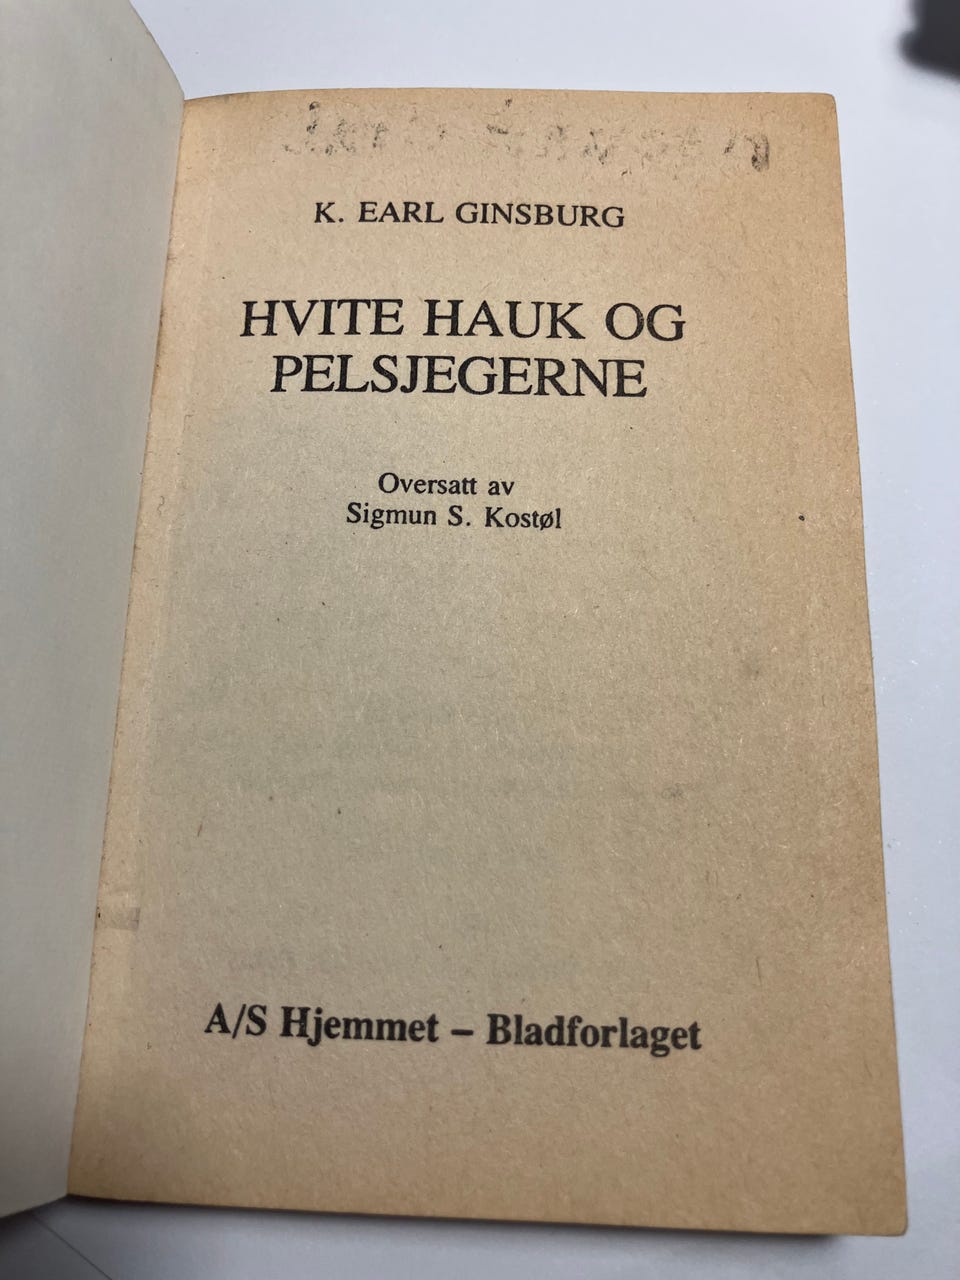 K. EARL GINSBURG
HVITE HAUK OG
PELSJEGERNE
Oversatt av
Sigmun S. Kostøl
A/S Hjemmet – Bladforlaget